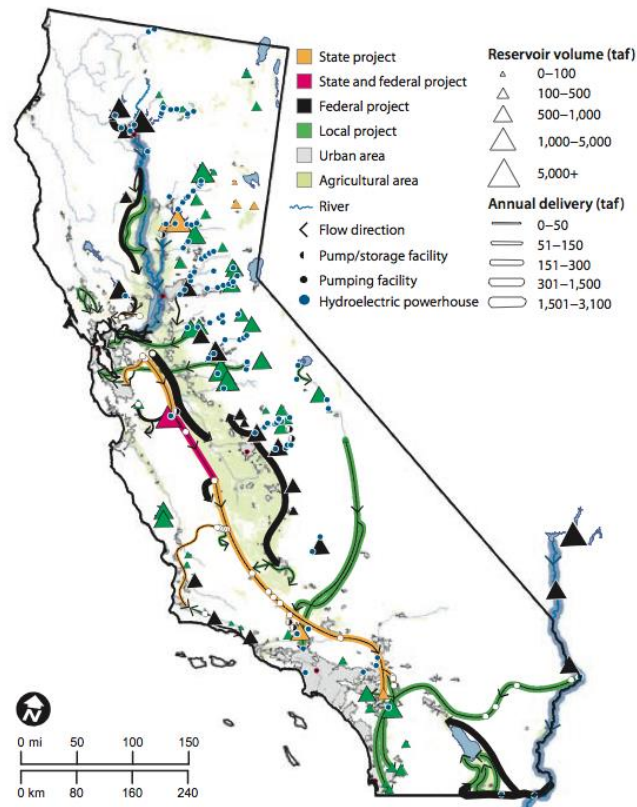 State project
State and federal project
Federal project
Local project
Urban area
Agricultural area
River
Flow direction
Pump/storage facility
Pumping facility
Hydroelectric powerhouse
Reservoir volume (taf)
0–100
100–500
500–1,000
1,000–5,000
5,000+
Annual delivery (taf)
0–50
51–150
151–300
301–1,500
1,501–3,100
N
0 mi 50 100 150
0 km 80 160 240